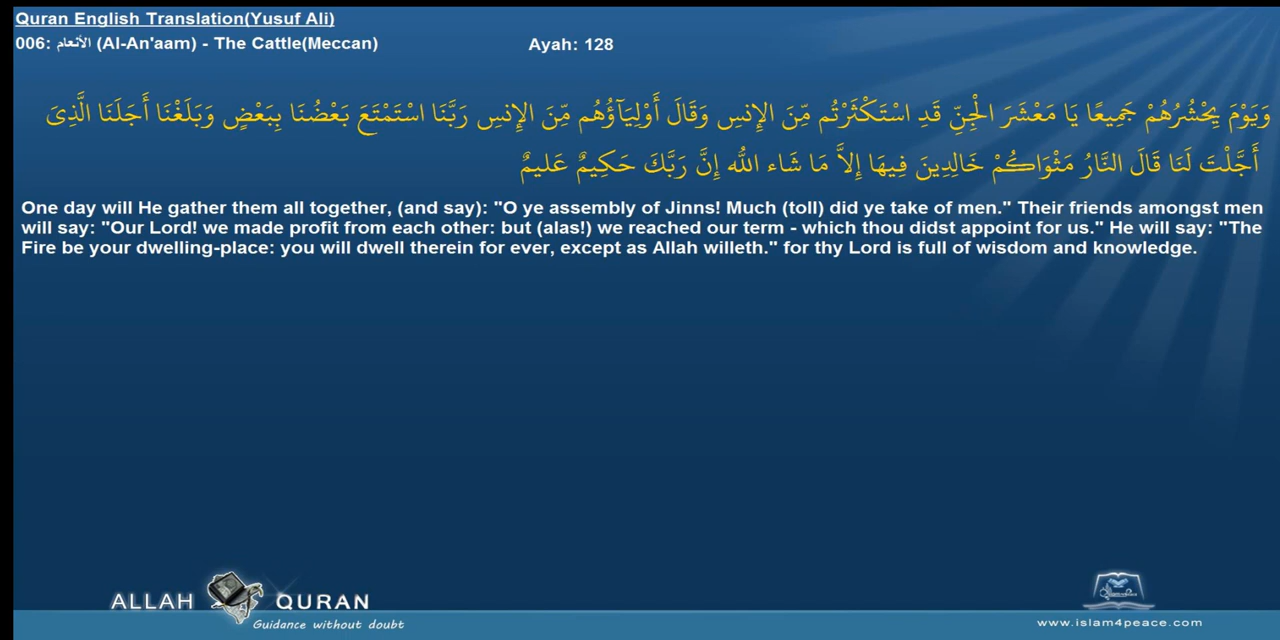 Quran English Translation(Yusuf Ali)
006: الأنعام (Al-An'aam) - The Cattle(Meccan)
Ayah: 128
وَيَوْمَ يِحْشُرُهُمْ جَمِيعًا يَا مَعْشَرَ الْجِنِّ قَدِ اسْتَكْثَرْتُم مِّنَ الإِنسِ وَقَالَ أَوْلِيَآؤُهُم مِّنَ الإِنسِ رَبَّنَا اسْتَمْتَعَ بَعْضُنَا بِبَعْضٍ وَبَلَغْنَا أَجَلَنَا الَّذِىَ
أَجَّلْتَ لَنَا قَالَ النَّارُ مَثْوَاكُمْ خَالِدِينَ فِيهَا إِلاَّ مَا شَاء اللّهُ إِنَّ رَبَّكَ حَكِيمٌ عَليمٌ
One day will He gather them all together, (and say): "O ye assembly of Jinns! Much (toll) did ye take of men." Their friends amongst men
will say: "Our Lord! we made profit from each other: but (alas!) we reached our term - which thou didst appoint for us." He will say: "The
Fire be your dwelling-place: you will dwell therein for ever, except as Allah willeth." for thy Lord is full of wisdom and knowledge.
ALLAH QURAN
Guidance without doubt
www.islam4peace.com